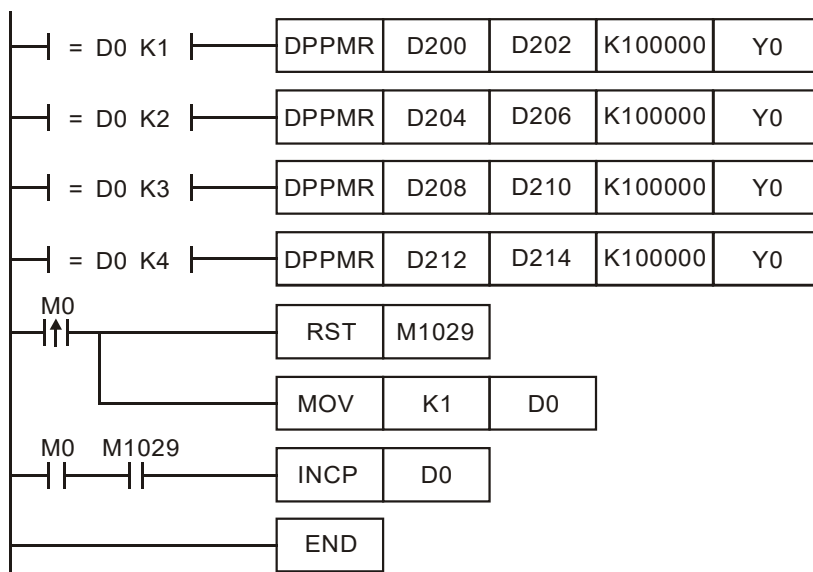 = D0 K1 DPPMR D200 D202 K100000 Y0
= D0 K2 DPPMR D204 D206 K100000 Y0
= D0 K3 DPPMR D208 D210 K100000 Y0
= D0 K4 DPPMR D212 D214 K100000 Y0
M0
RST M1029
MOV K1 D0
M0 M1029
INCP D0
END